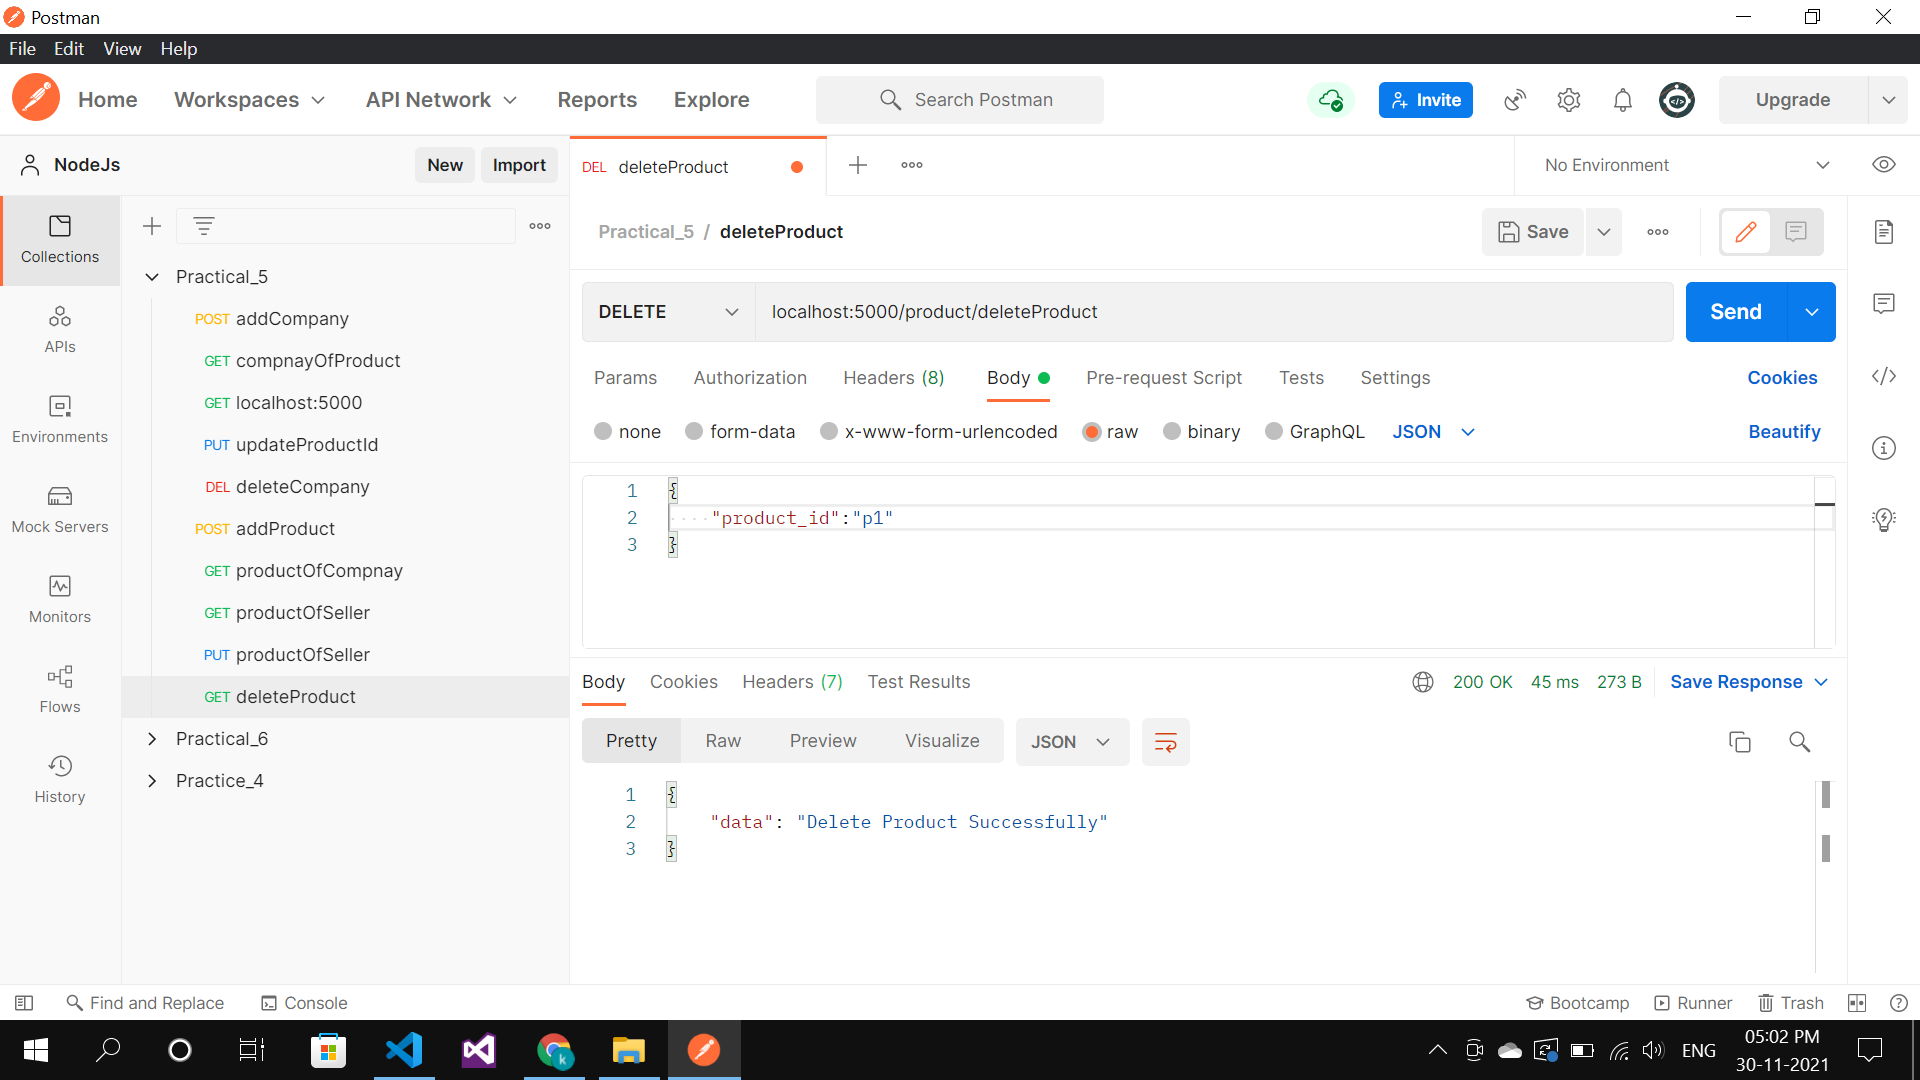 Postman
File Edit View Help
Home Workspaces API Network Reports Explore Search Postman Invite Upgrade
NodeJs New Import DEL deleteProduct No Environment
Collections
APIs
Environments
Mock Servers
Monitors
Flows
History
Practical_5
POST addCompany
GET compnayOfProduct
GET localhost:5000
PUT updateProductId
DEL deleteCompany
POST addProduct
GET productOfCompnay
GET productOfSeller
PUT productOfSeller
GET deleteProduct
Practical_6
Practice_4
Practical_5 / deleteProduct Save
DELETE localhost:5000/product/deleteProduct Send
Params Authorization Headers (8) Body Pre-request Script Tests Settings Cookies
none form-data x-www-form-urlencoded raw binary GraphQL JSON Beautify
1 {
2 "product_id":"p1"
3 }
Body Cookies Headers (7) Test Results 200 OK 45 ms 273 B Save Response
Pretty Raw Preview Visualize JSON
1 {
2 "data": "Delete Product Successfully"
3 }
Find and Replace Console Bootcamp Runner Trash
k
ENG 05:02 PM
30-11-2021